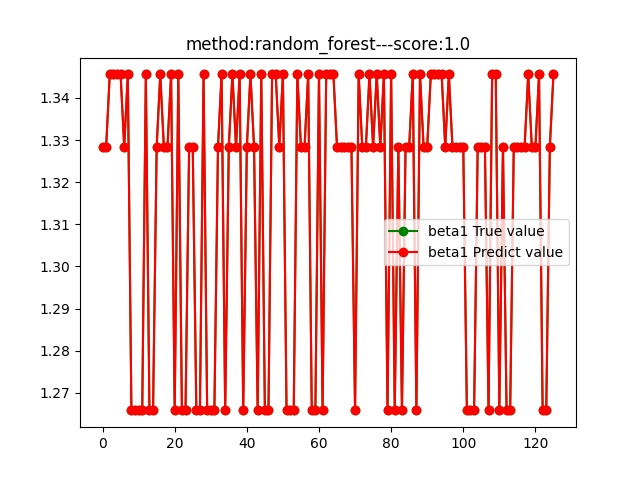 method:random_forest---score:1.0
1.34
1.33
1.32
1.31
1.30
1.29
1.28
1.27
beta1 True value
beta1 Predict value
0 20 40 60 80 100 120